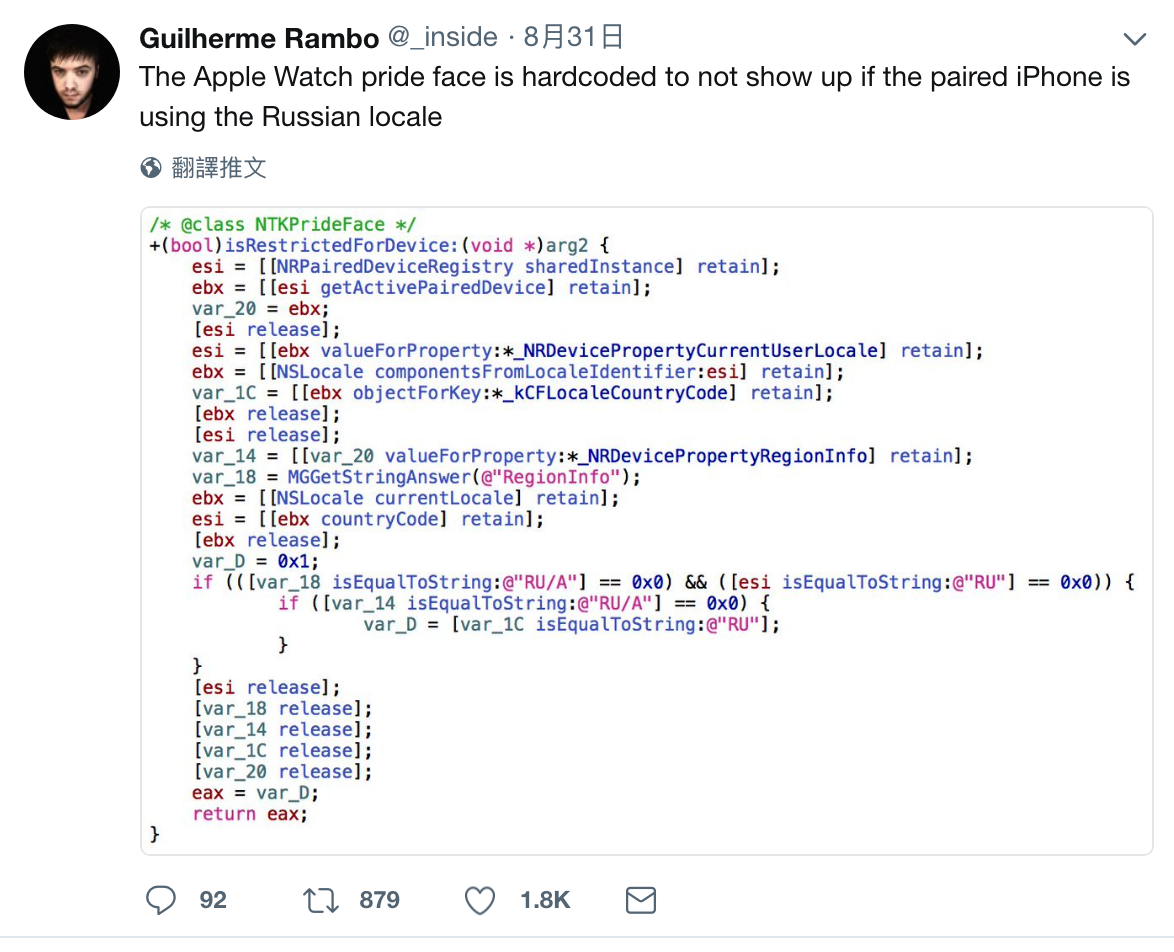 Guilherme Rambo @_inside · 8月31日
The Apple Watch pride face is hardcoded to not show up if the paired iPhone is
using the Russian locale
翻譯推文
/* @class NTKPrideFace */
+(bool)isRestrictedForDevice:(void *)arg2 {
    esi = [[NRPairedDeviceRegistry sharedInstance] retain];
    ebx = [[esi getActivePairedDevice] retain];
    var_20 = ebx;
    [esi release];
    esi = [[ebx valueForProperty:*_NRDevicePropertyCurrentUserLocale] retain];
    ebx = [[NSLocale componentsFromLocaleIdentifier:esi] retain];
    var_1C = [[ebx objectForKey:*_kCFLocaleCountryCode] retain];
    [ebx release];
    [esi release];
    var_14 = [[var_20 valueForProperty:*_NRDevicePropertyRegionInfo] retain];
    var_18 = MGGetStringAnswer(@"RegionInfo");
    ebx = [[NSLocale currentLocale] retain];
    esi = [[ebx countryCode] retain];
    [ebx release];
    var_D = 0x1;
    if (([var_18 isEqualToString:@"RU/A"] == 0x0) && ([esi isEqualToString:@"RU"] == 0x0)) {
            if ([var_14 isEqualToString:@"RU/A"] == 0x0) {
                    var_D = [var_1C isEqualToString:@"RU"];
            }
    }
    [esi release];
    [var_18 release];
    [var_14 release];
    [var_1C release];
    [var_20 release];
    eax = var_D;
    return eax;
}
92 879 1.8K